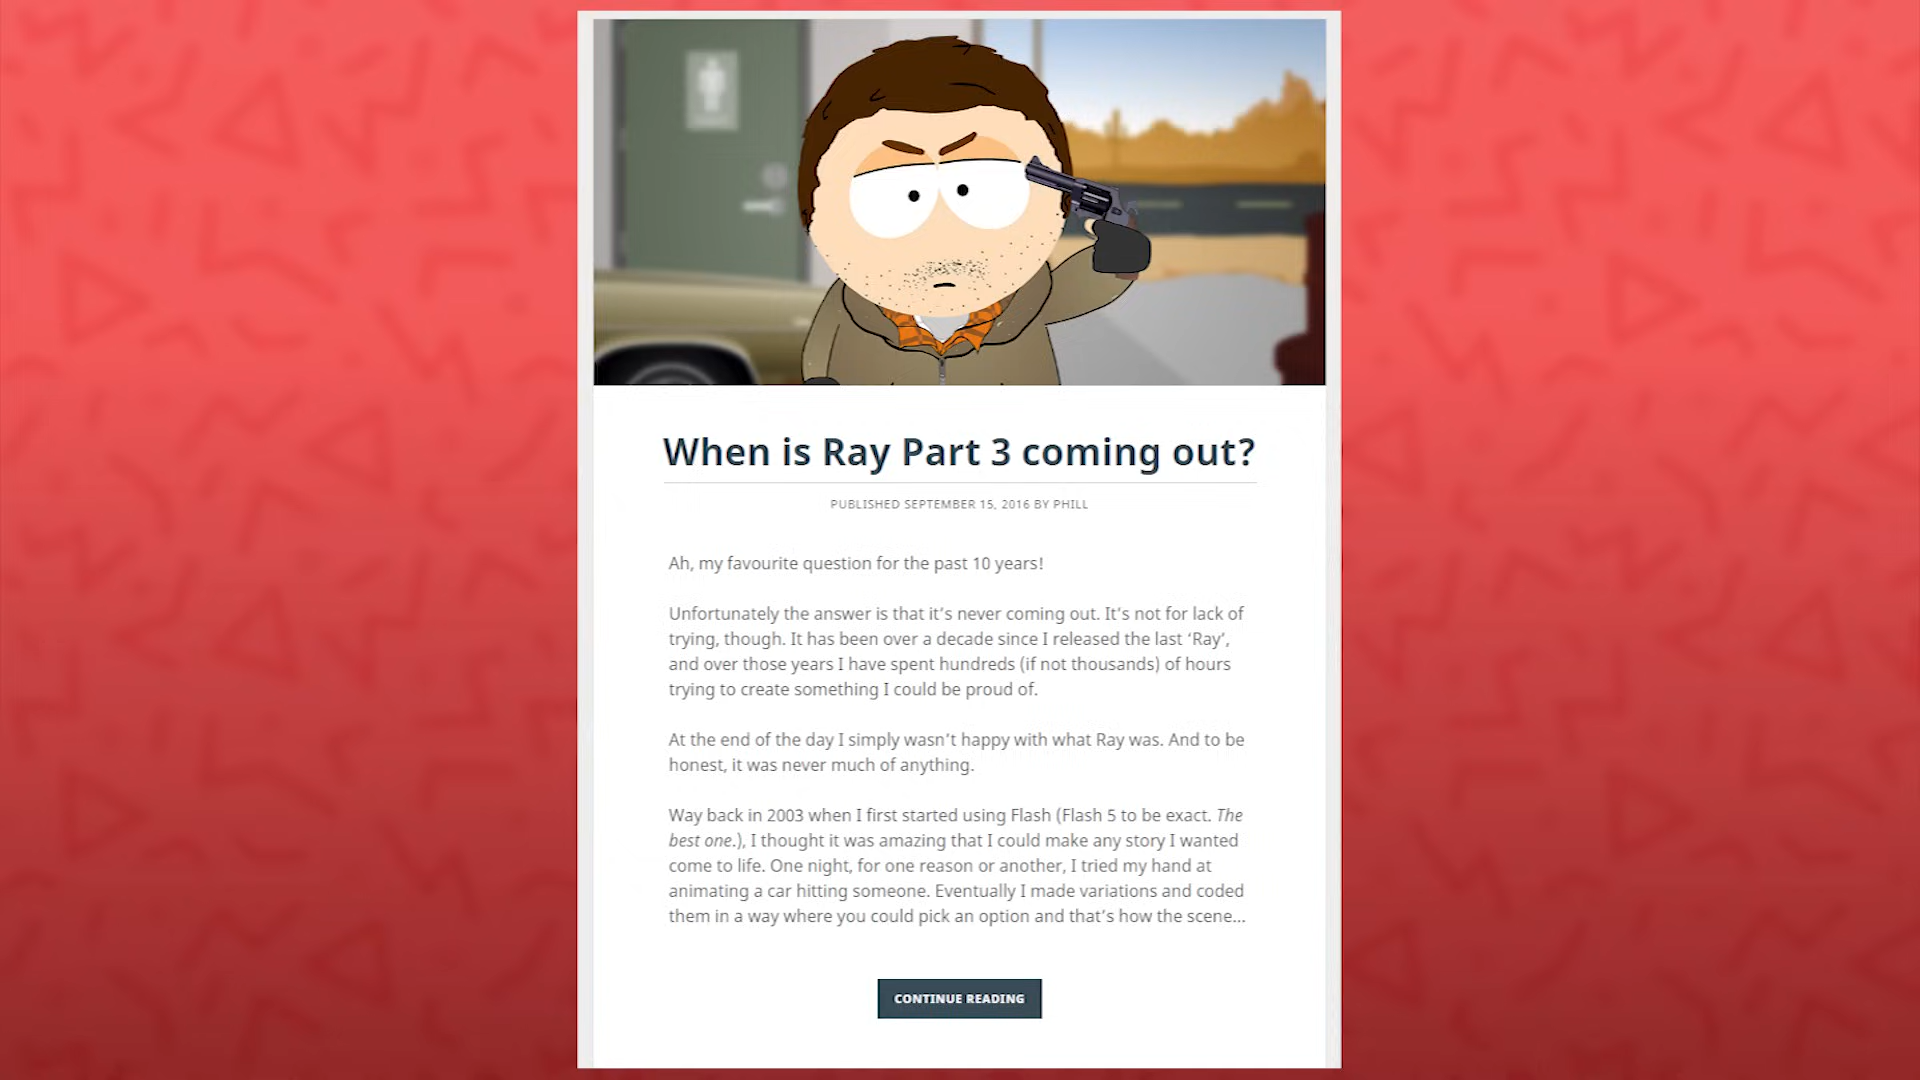 When is Ray Part 3 coming out?
PUBLISHED SEPTEMBER 15, 2016 BY PHILL
Ah, my favourite question for the past 10 years!
Unfortunately the answer is that it's never coming out. It's not for lack of
trying, though. It has been over a decade since I released the last ‘Ray’,
and over those years I have spent hundreds (if not thousands) of hours
trying to create something I could be proud of.
At the end of the day I simply wasn't happy with what Ray was. And to be
honest, it was never much of anything.
Way back in 2003 when I first started using Flash (Flash 5 to be exact. The
best one.), I thought it was amazing that I could make any story I wanted
come to life. One night, for one reason or another, I tried my hand at
animating a car hitting someone. Eventually I made variations and coded
them in a way where you could pick an option and that's how the scene...
CONTINUE READING